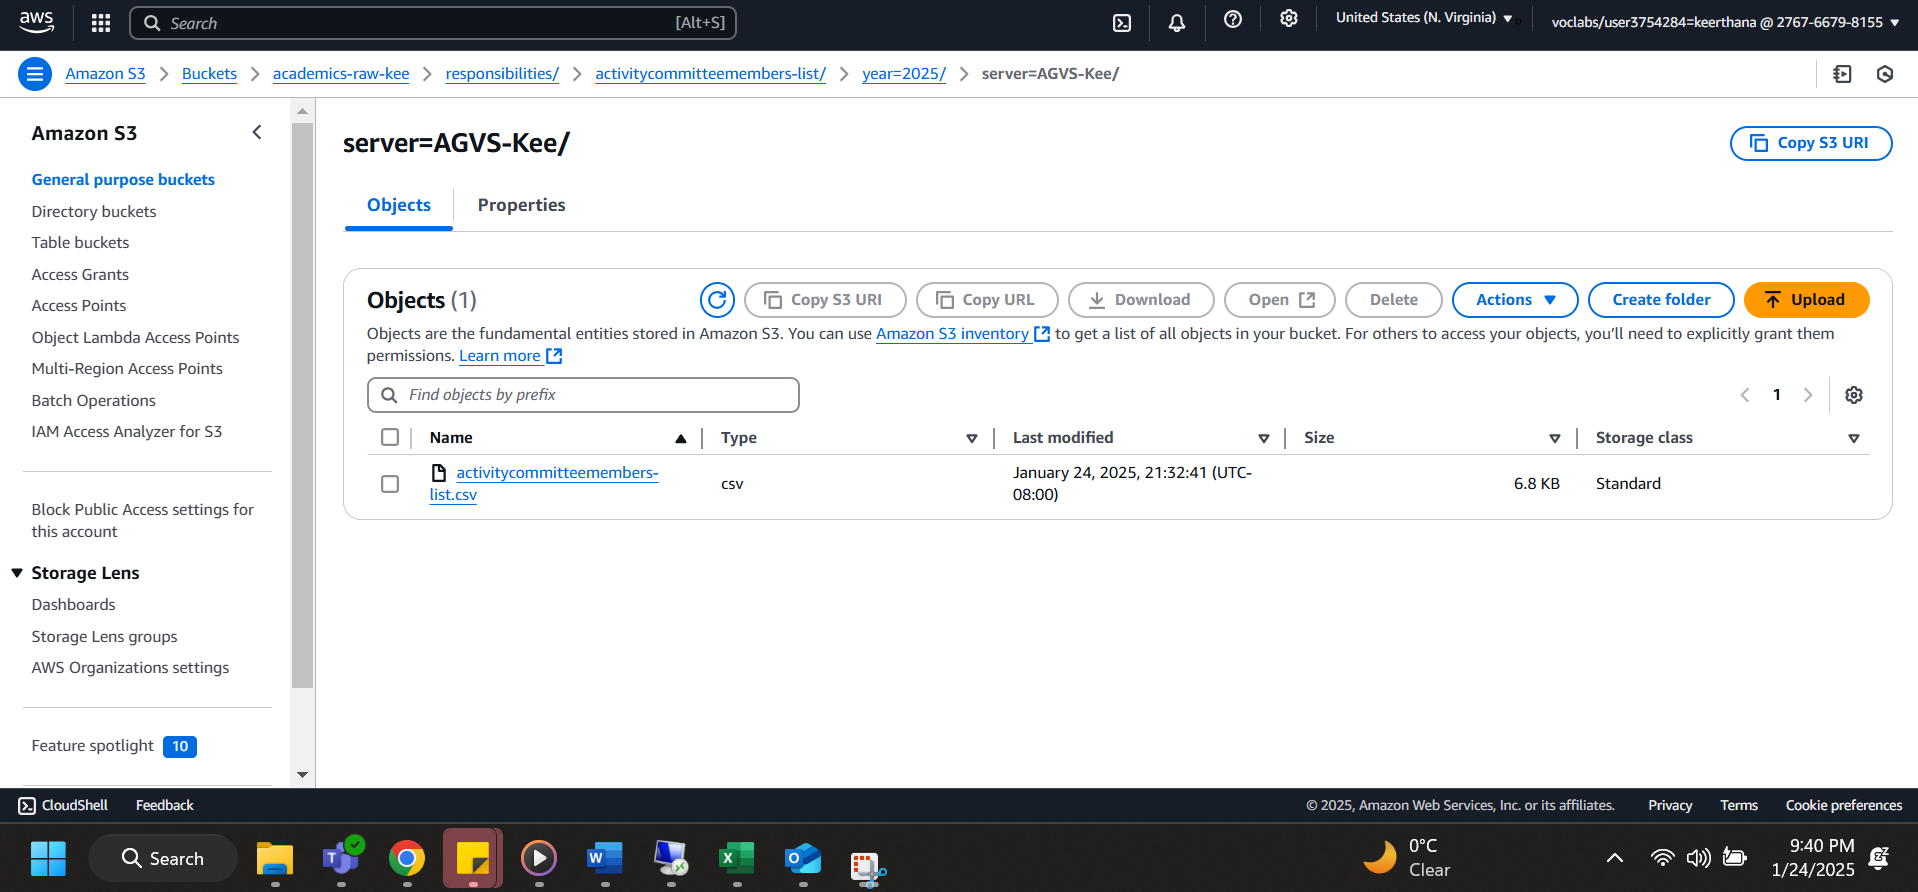 aws
Search [Alt+S]
United States (N. Virginia)
voclabs/user3754284=keerthana @ 2767-6679-8155
Amazon S3
Buckets
academics-raw-kee
responsibilities/
activitycommitteemembers-list/
year=2025/
server=AGVS-Kee/
Amazon S3
General purpose buckets
Directory buckets
Table buckets
Access Grants
Access Points
Object Lambda Access Points
Multi-Region Access Points
Batch Operations
IAM Access Analyzer for S3
Block Public Access settings for
this account
Storage Lens
Dashboards
Storage Lens groups
AWS Organizations settings
Feature spotlight 10
server=AGVS-Kee/
Copy S3 URI
Objects
Properties
Objects (1)
Copy S3 URI
Copy URL
Download
Open
Delete
Actions
Create folder
Upload
Objects are the fundamental entities stored in Amazon S3. You can use Amazon S3 inventory to get a list of all objects in your bucket. For others to access your objects, you'll need to explicitly grant them
permissions. Learn more
Find objects by prefix
1
Name
Type
Last modified
Size
Storage class
activitycommitteemembers-
list.csv
csv
January 24, 2025, 21:32:41 (UTC-
08:00)
6.8 KB
Standard
CloudShell
Feedback
© 2025, Amazon Web Services, Inc. or its affiliates.
Privacy
Terms
Cookie preferences
Search
0°C
Clear
9:40 PM
1/24/2025